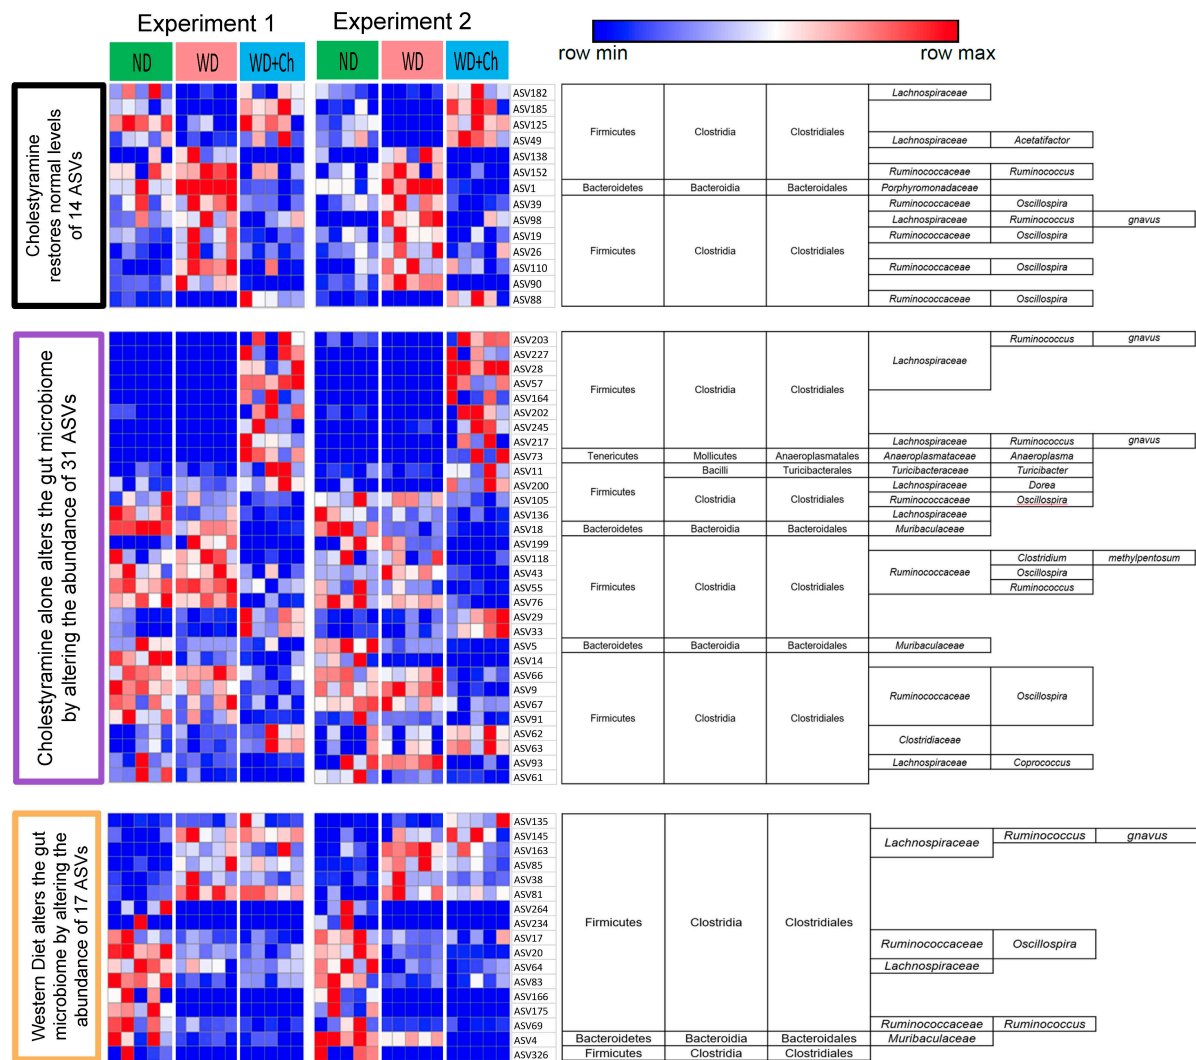 Experiment 1 Experiment 2
ND WD WD+Ch ND WD WD+Ch
row min row max
Cholestyramine
restores normal levels
of 14 ASVs
ASV182 Lachnospiraceae
ASV185
ASV125 Firmicutes Clostridia Clostridiales
ASV49 Lachnospiraceae Acetatifactor
ASV138
ASV152 Ruminococcaceae Ruminococcus
ASV1 Bacteroidetes Bacteroidia Bacteroidales Porphyromonadaceae
ASV39 Ruminococcaceae Oscillospira
ASV98 Lachnospiraceae Ruminococcus gnavus
ASV19 Ruminococcaceae Oscillospira
ASV26 Firmicutes Clostridia Clostridiales
ASV110 Ruminococcaceae Oscillospira
ASV90
ASV88 Ruminococcaceae Oscillospira
Cholestyramine alone alters the gut microbiome
by altering the abundance of 31 ASVs
ASV203 Ruminococcus gnavus
ASV227
ASV28 Lachnospiraceae
ASV57
ASV164 Firmicutes Clostridia Clostridiales
ASV202
ASV245
ASV217 Lachnospiraceae Ruminococcus gnavus
ASV73 Tenericutes Mollicutes Anaeroplasmatales Anaeroplasmataceae Anaeroplasma
ASV11 Bacilli Turicibacterales Turicibacteraceae Turicibacter
ASV200 Lachnospiraceae Dorea
ASV105 Firmicutes Clostridia Clostridiales Ruminococcaceae Oscillospira
ASV136 Lachnospiraceae
ASV18 Bacteroidetes Bacteroidia Bacteroidales Muribaculaceae
ASV199
ASV118 Clostridium methylpentosum
ASV43 Firmicutes Clostridia Clostridiales Ruminococcaceae Oscillospira
ASV55 Ruminococcus
ASV76
ASV29
ASV33
ASV5 Bacteroidetes Bacteroidia Bacteroidales Muribaculaceae
ASV14
ASV66
ASV9 Ruminococcaceae Oscillospira
ASV67
ASV91 Firmicutes Clostridia Clostridiales
ASV62 Clostridiaceae
ASV63
ASV93 Lachnospiraceae Coprococcus
ASV61
Western Diet alters the gut
microbiome by altering the
abundance of 17 ASVs
ASV135
ASV145 Ruminococcus gnavus
ASV163 Lachnospiraceae
ASV85
ASV38
ASV81
ASV264
ASV234 Firmicutes Clostridia Clostridiales
ASV17
ASV20 Ruminococcaceae Oscillospira
ASV64 Lachnospiraceae
ASV83
ASV166
ASV175
ASV69 Ruminococcaceae Ruminococcus
ASV4 Bacteroidetes Bacteroidia Bacteroidales Muribaculaceae
ASV326 Firmicutes Clostridia Clostridiales